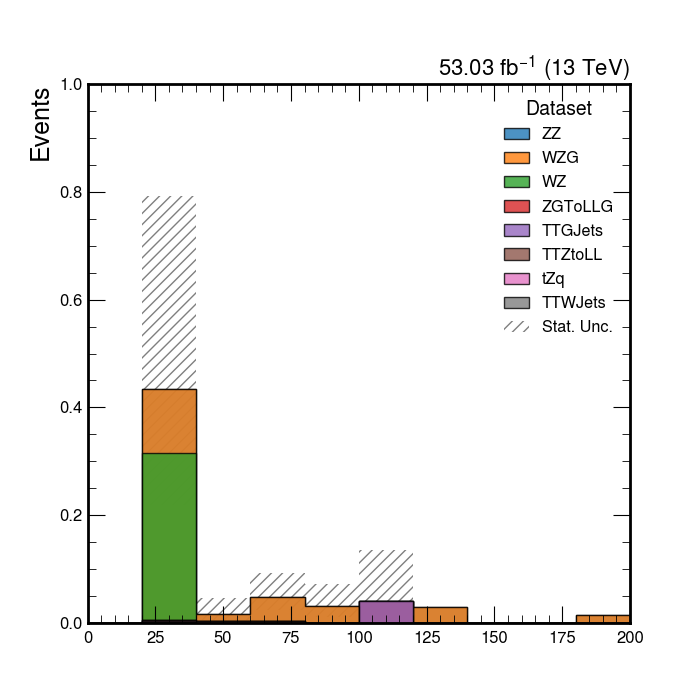 53.03 fb⁻¹ (13 TeV)
Events
1.0
0.8
0.6
0.4
0.2
0.0
Dataset
ZZ
WZG
WZ
ZGToLLG
TTGJets
TTZtoLL
tZq
TTWJets
Stat. Unc.
0 25 50 75 100 125 150 175 200